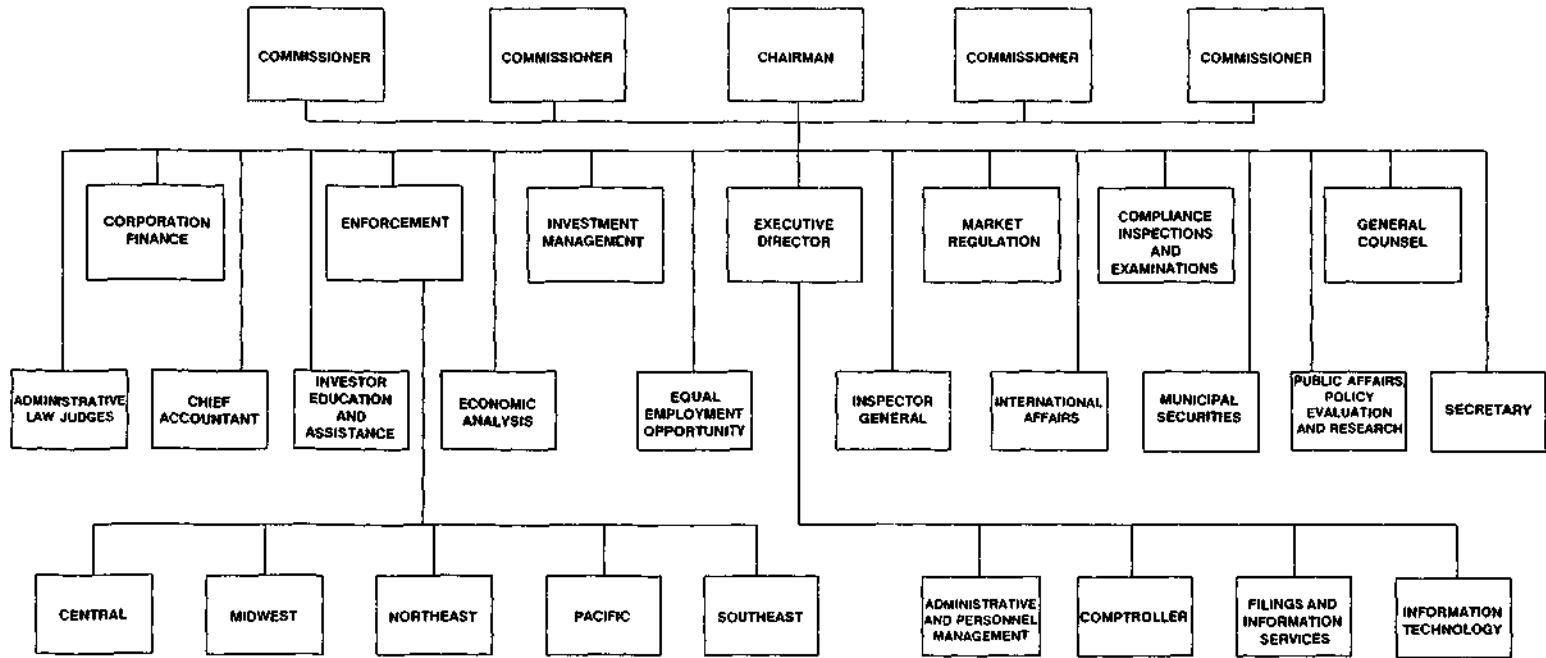 COMMISSIONER
COMMISSIONER
CHAIRMAN
COMMISSIONER
COMMISSIONER
CORPORATION
FINANCE
ENFORCEMENT
INVESTMENT
MANAGEMENT
EXECUTIVE
DIRECTOR
MARKET
REGULATION
COMPLIANCE
INSPECTIONS
AND
EXAMINATIONS
GENERAL
COUNSEL
ADMINISTRATIVE
LAW JUDGES
CHIEF
ACCOUNTANT
INVESTOR
EDUCATION
AND
ASSISTANCE
ECONOMIC
ANALYSIS
EQUAL
EMPLOYMENT
OPPORTUNITY
INSPECTOR
GENERAL
INTERNATIONAL
AFFAIRS
MUNICIPAL
SECURITIES
PUBLIC AFFAIRS,
POLICY
EVALUATION
AND RESEARCH
SECRETARY
CENTRAL
MIDWEST
NORTHEAST
PACIFIC
SOUTHEAST
ADMINISTRATIVE
AND PERSONNEL
MANAGEMENT
COMPTROLLER
FILINGS AND
INFORMATION
SERVICES
INFORMATION
TECHNOLOGY